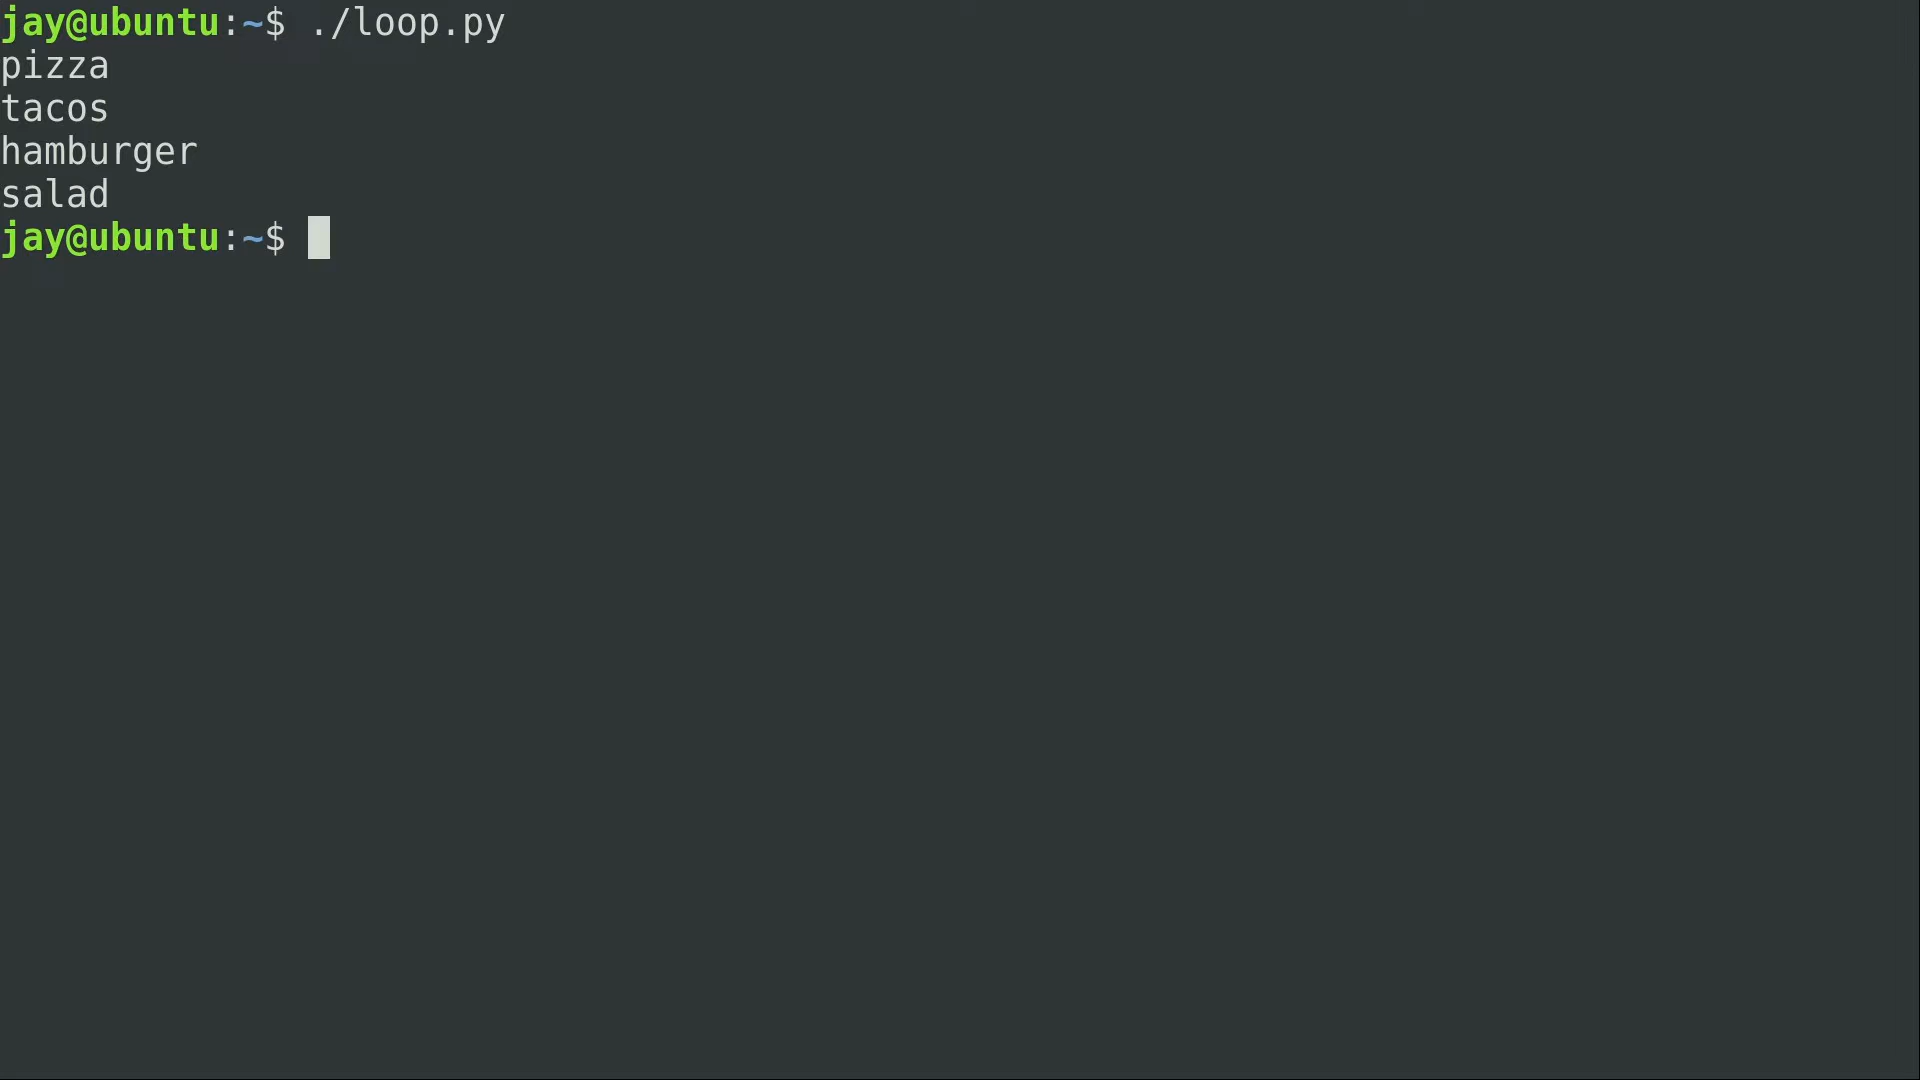 jay@ubuntu:~$ ./loop.py
pizza
tacos
hamburger
salad
jay@ubuntu:~$